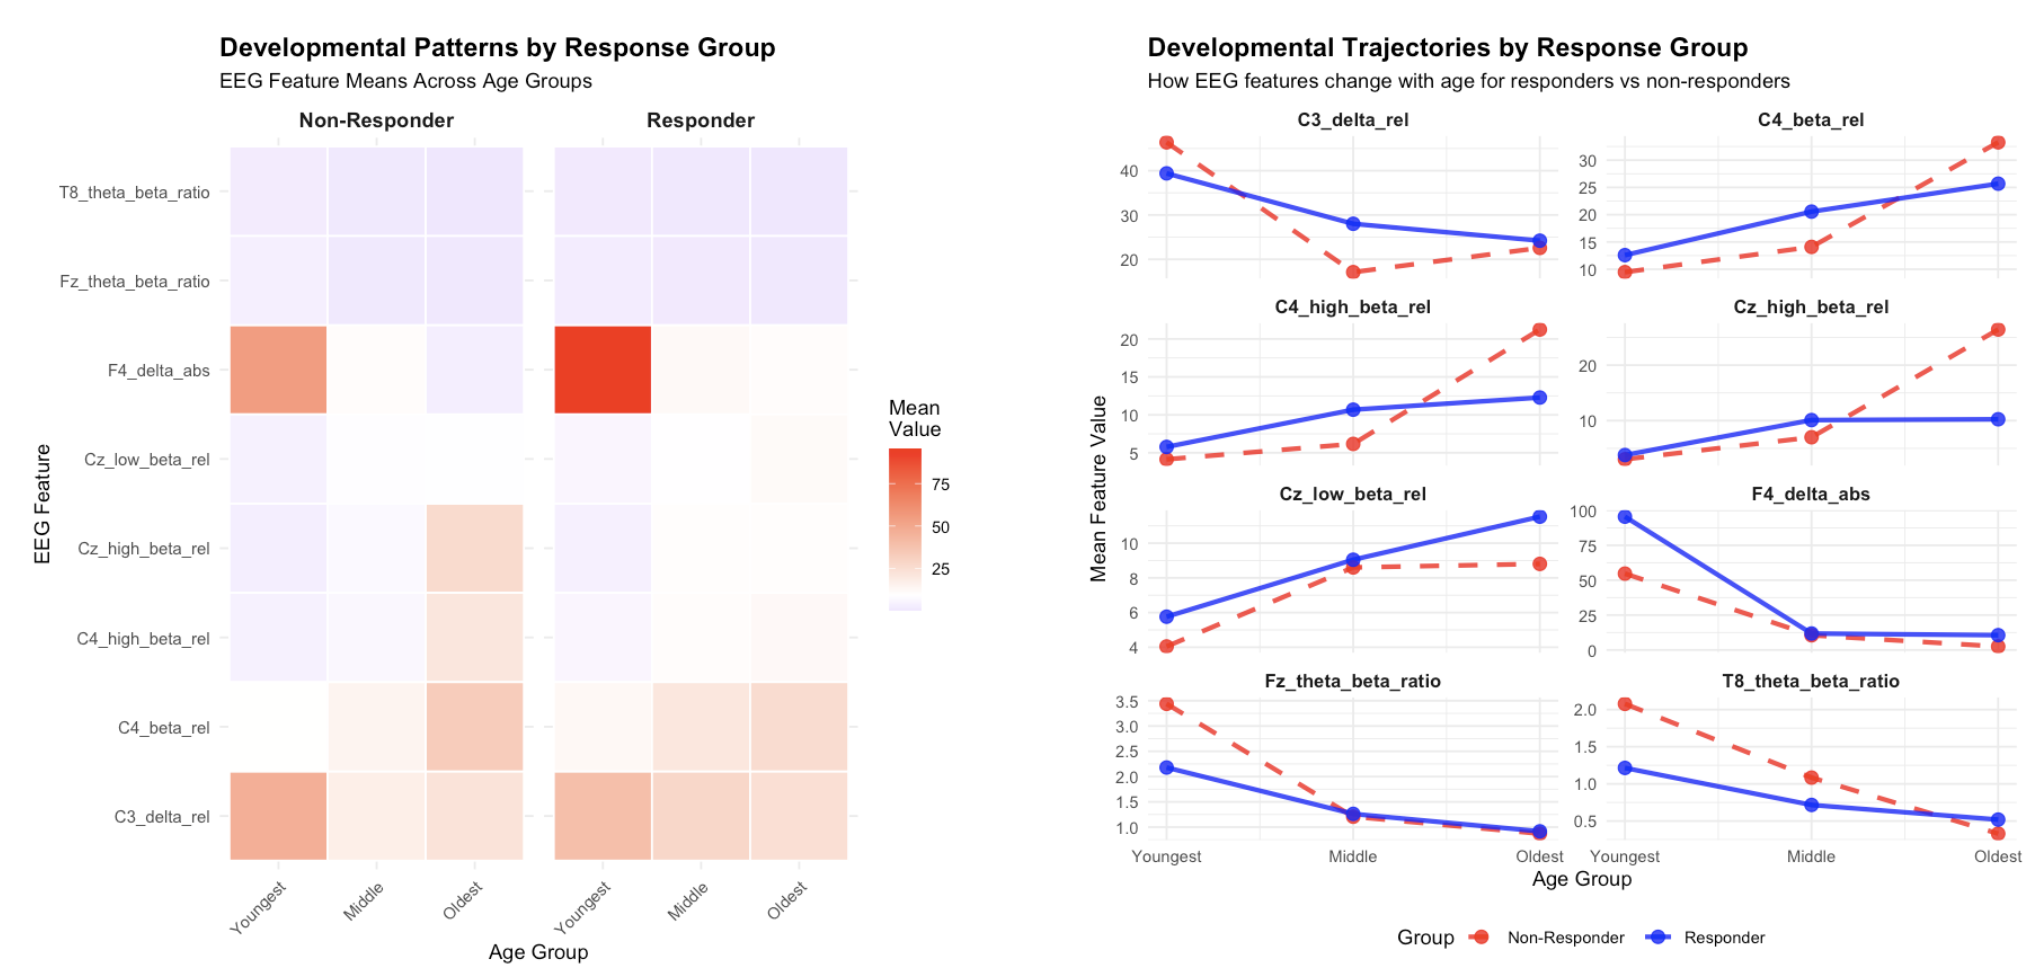 Developmental Patterns by Response Group
EEG Feature Means Across Age Groups
Non-Responder
Responder
EEG Feature
T8_theta_beta_ratio
Fz_theta_beta_ratio
F4_delta_abs
Cz_low_beta_rel
Cz_high_beta_rel
C4_high_beta_rel
C4_beta_rel
C3_delta_rel
Youngest
Middle
Oldest
Youngest
Middle
Oldest
Age Group
Mean
Value
75
50
25
Developmental Trajectories by Response Group
How EEG features change with age for responders vs non-responders
Mean Feature Value
C3_delta_rel
40
30
20
C4_beta_rel
30
25
20
15
10
C4_high_beta_rel
20
15
10
5
Cz_high_beta_rel
20
10
Cz_low_beta_rel
10
8
6
4
F4_delta_abs
100
75
50
25
0
Fz_theta_beta_ratio
3.5
3.0
2.5
2.0
1.5
1.0
T8_theta_beta_ratio
2.0
1.5
1.0
0.5
Youngest
Middle
Oldest
Youngest
Middle
Oldest
Age Group
Group
Non-Responder
Responder